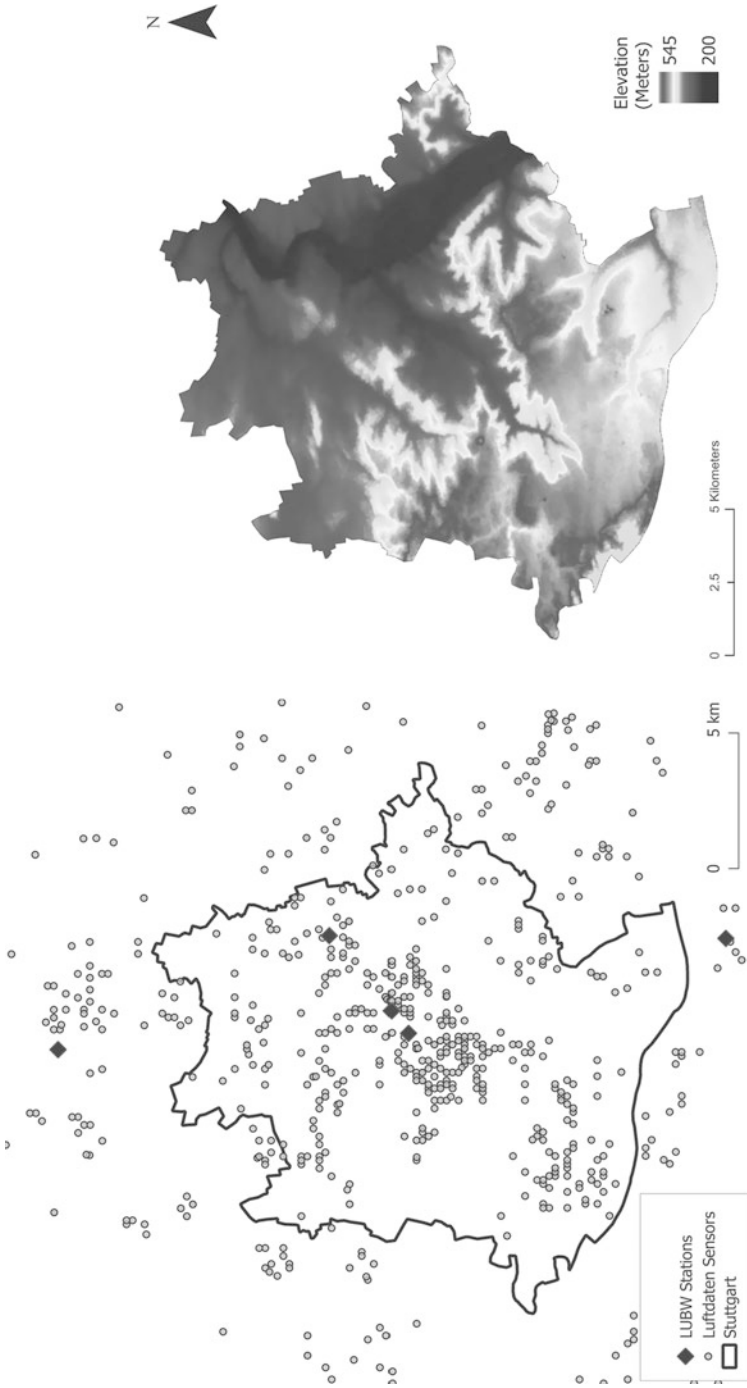 LUBW Stations
Luftdaten Sensors
Stuttgart
0
5 km
0
2.5
5 Kilometers
Elevation
(Meters)
545
200
N